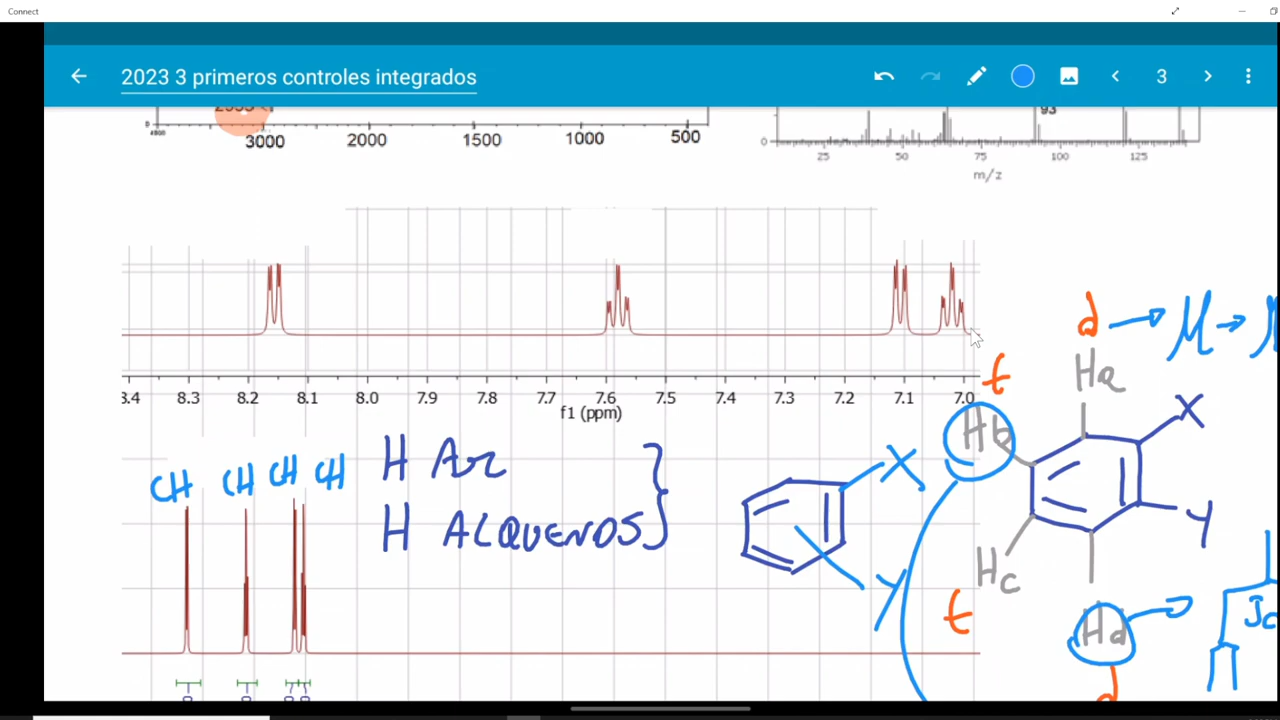 Connect
2023 3 primeros controles integrados
3
3000 2000 1500 1000 500
93
0
25 50 75 100 125
m/z
3.4 8.3 8.2 8.1 8.0 7.9 7.8 7.7 7.6 7.5 7.4 7.3 7.2 7.1 7.0
f1 (ppm)
CH CH CH CH
H Ar
H ALQUENOS
X
Y
d
Ha
t
Hb
X
Y
Hc
t
Hd
d